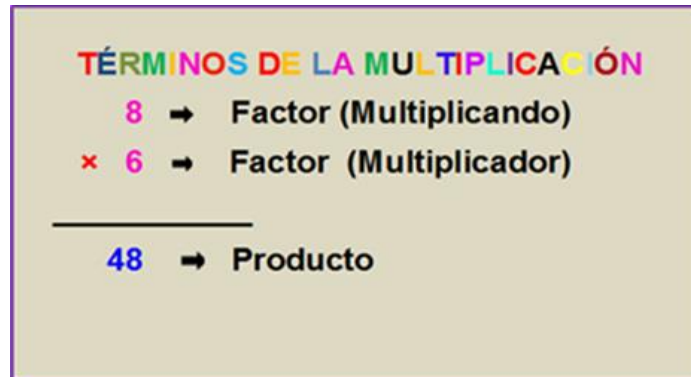 TÉRMINOS DE LA MULTIPLICACIÓN
8 ➡ Factor (Multiplicando)
× 6 ➡ Factor (Multiplicador)
48 ➡ Producto